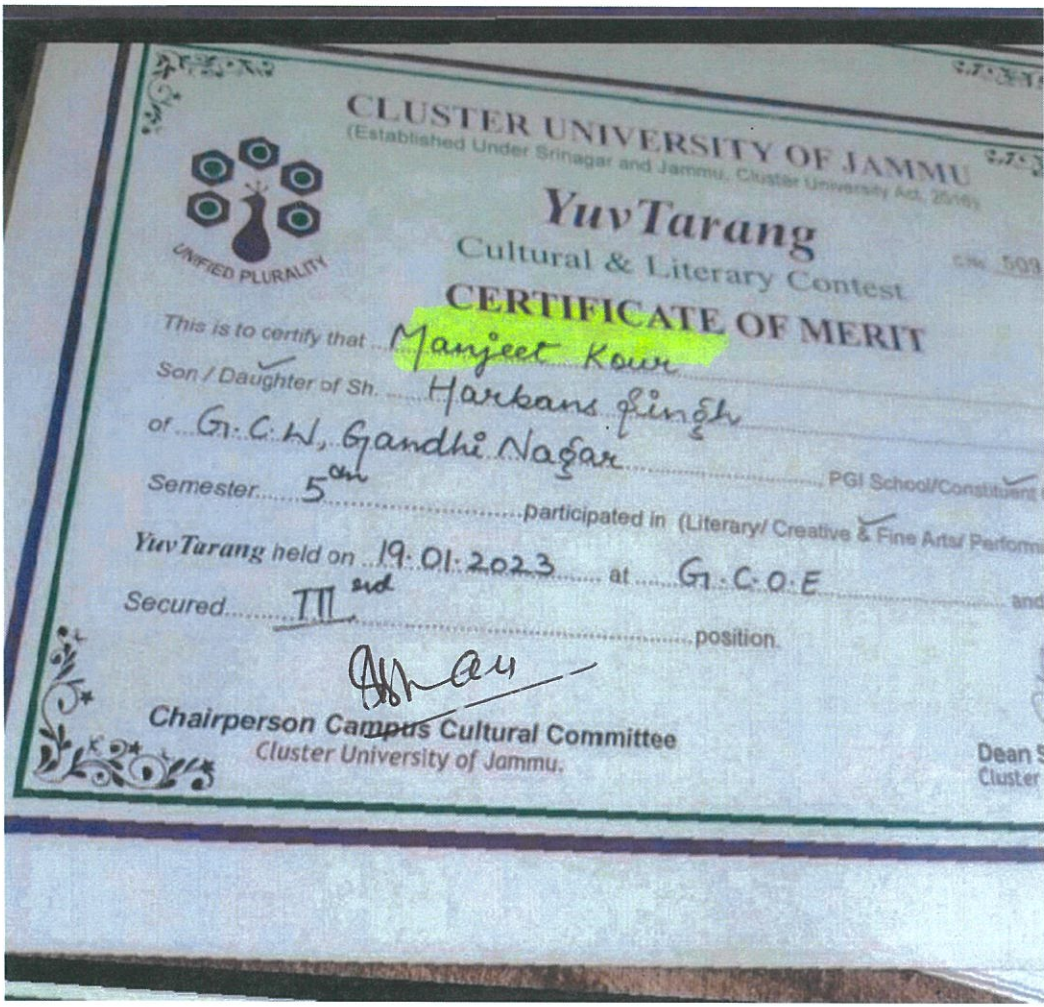 CLUSTER UNIVERSITY OF JAMMU
(Established Under Srinagar and Jammu, Cluster University Act, 2016)
UNIFIED PLURALITY
YuvTarang
Cultural & Literary Contest
509
CERTIFICATE OF MERIT
This is to certify that Manjeet Kour
Son / Daughter of Sh. Harbans Singh
of G.C.W, Gandhi Nagar PGI School/Constituent
Semester 5th participated in (Literary/ Creative & Fine Arts/ Perform
YuvTarang held on 19.01.2023 at G.C.O.E and
Secured IIIrd position.
Chairperson Campus Cultural Committee
Cluster University of Jammu.
Dean S
Cluster